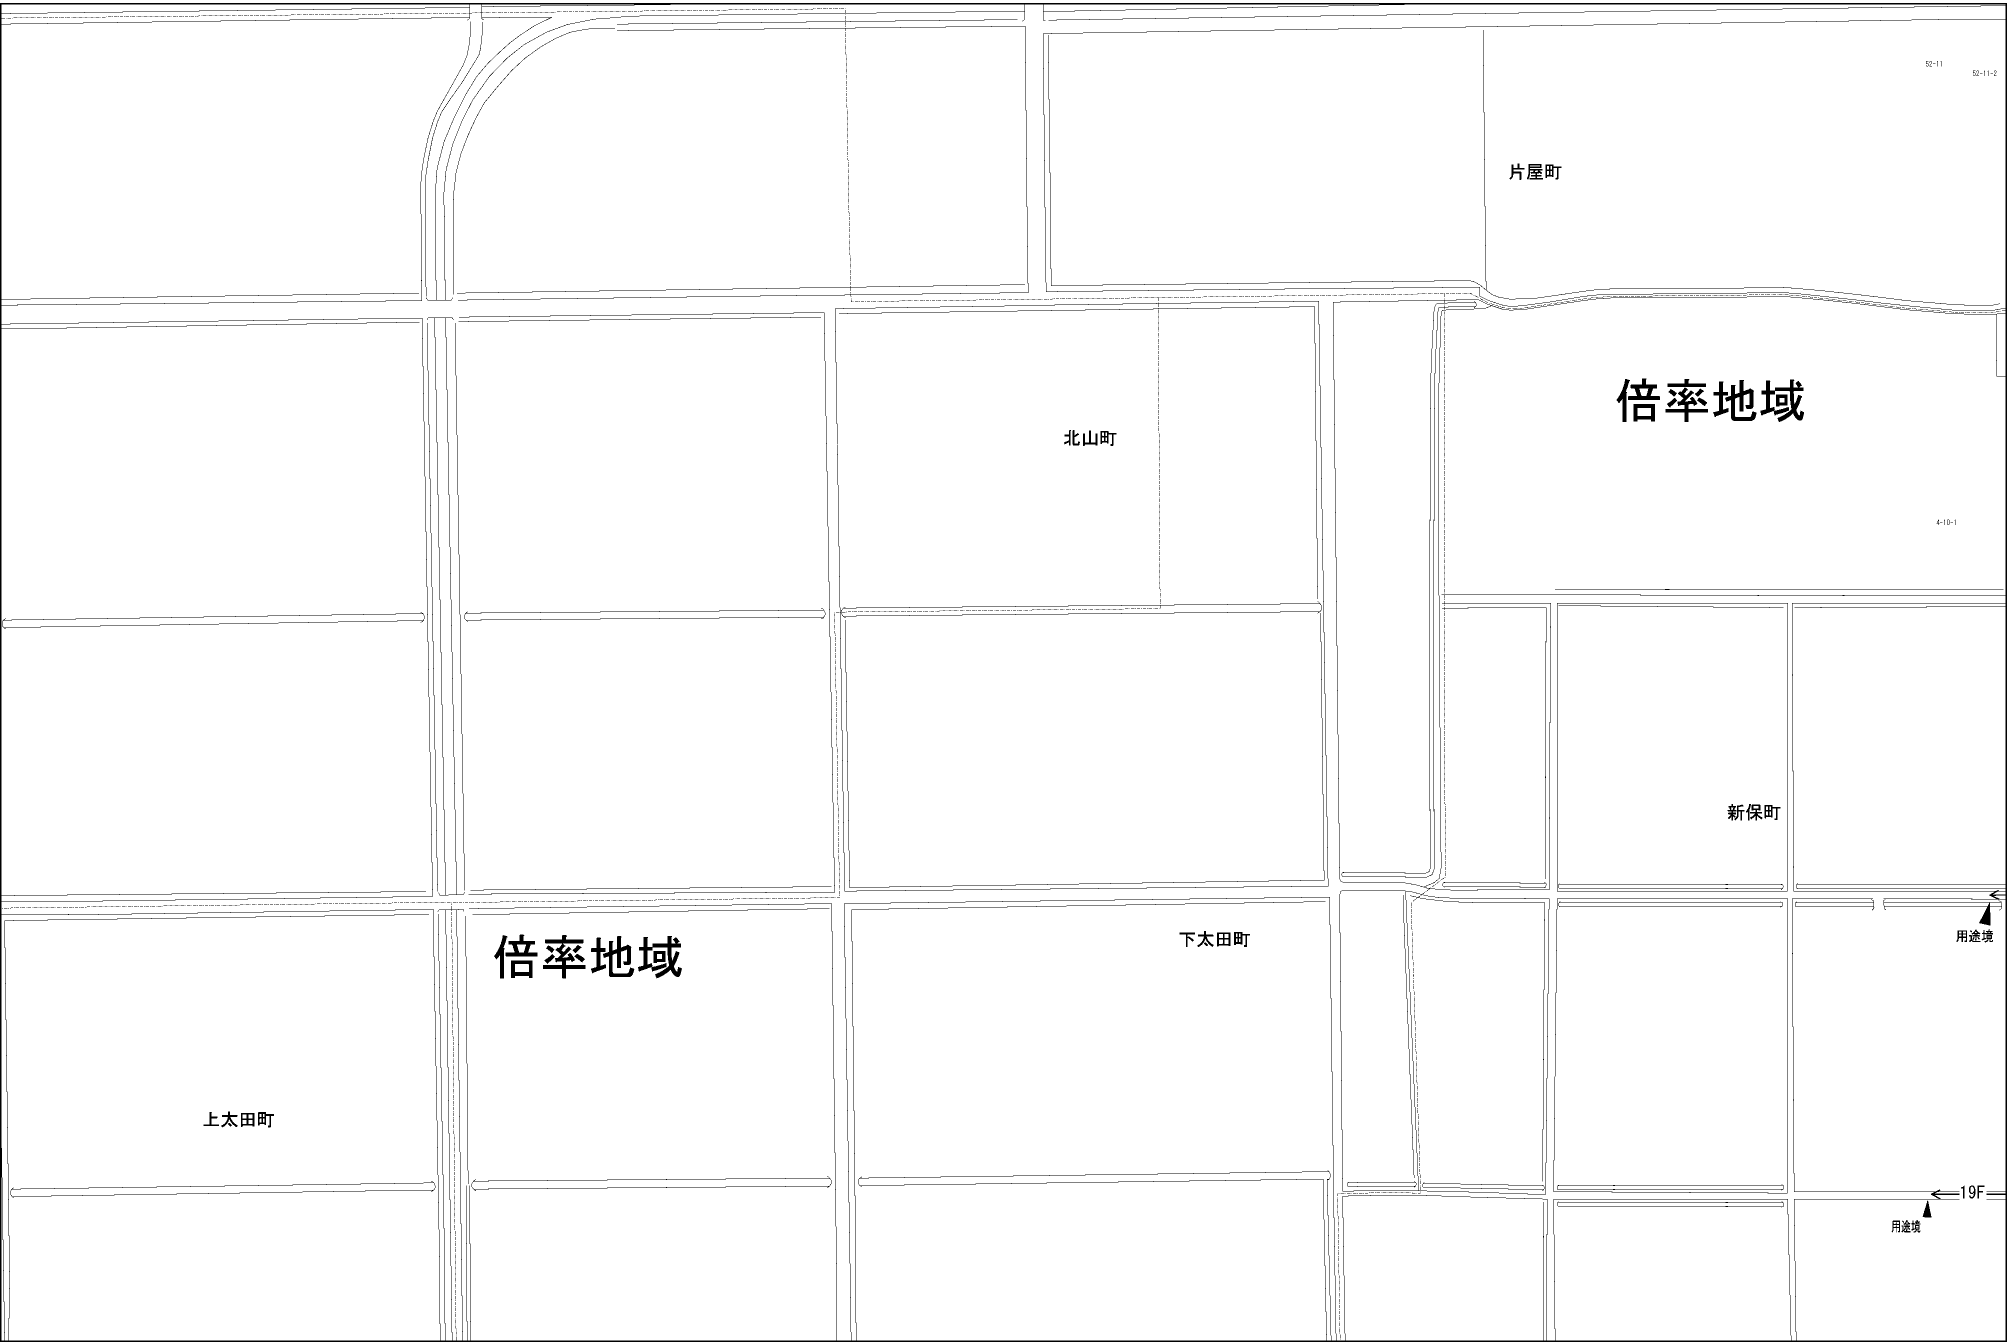 52-11
52-11-2
片屋町
倍率地域
北山町
4-10-1
新保町
用途境
下太田町
倍率地域
上太田町
19F
用途境